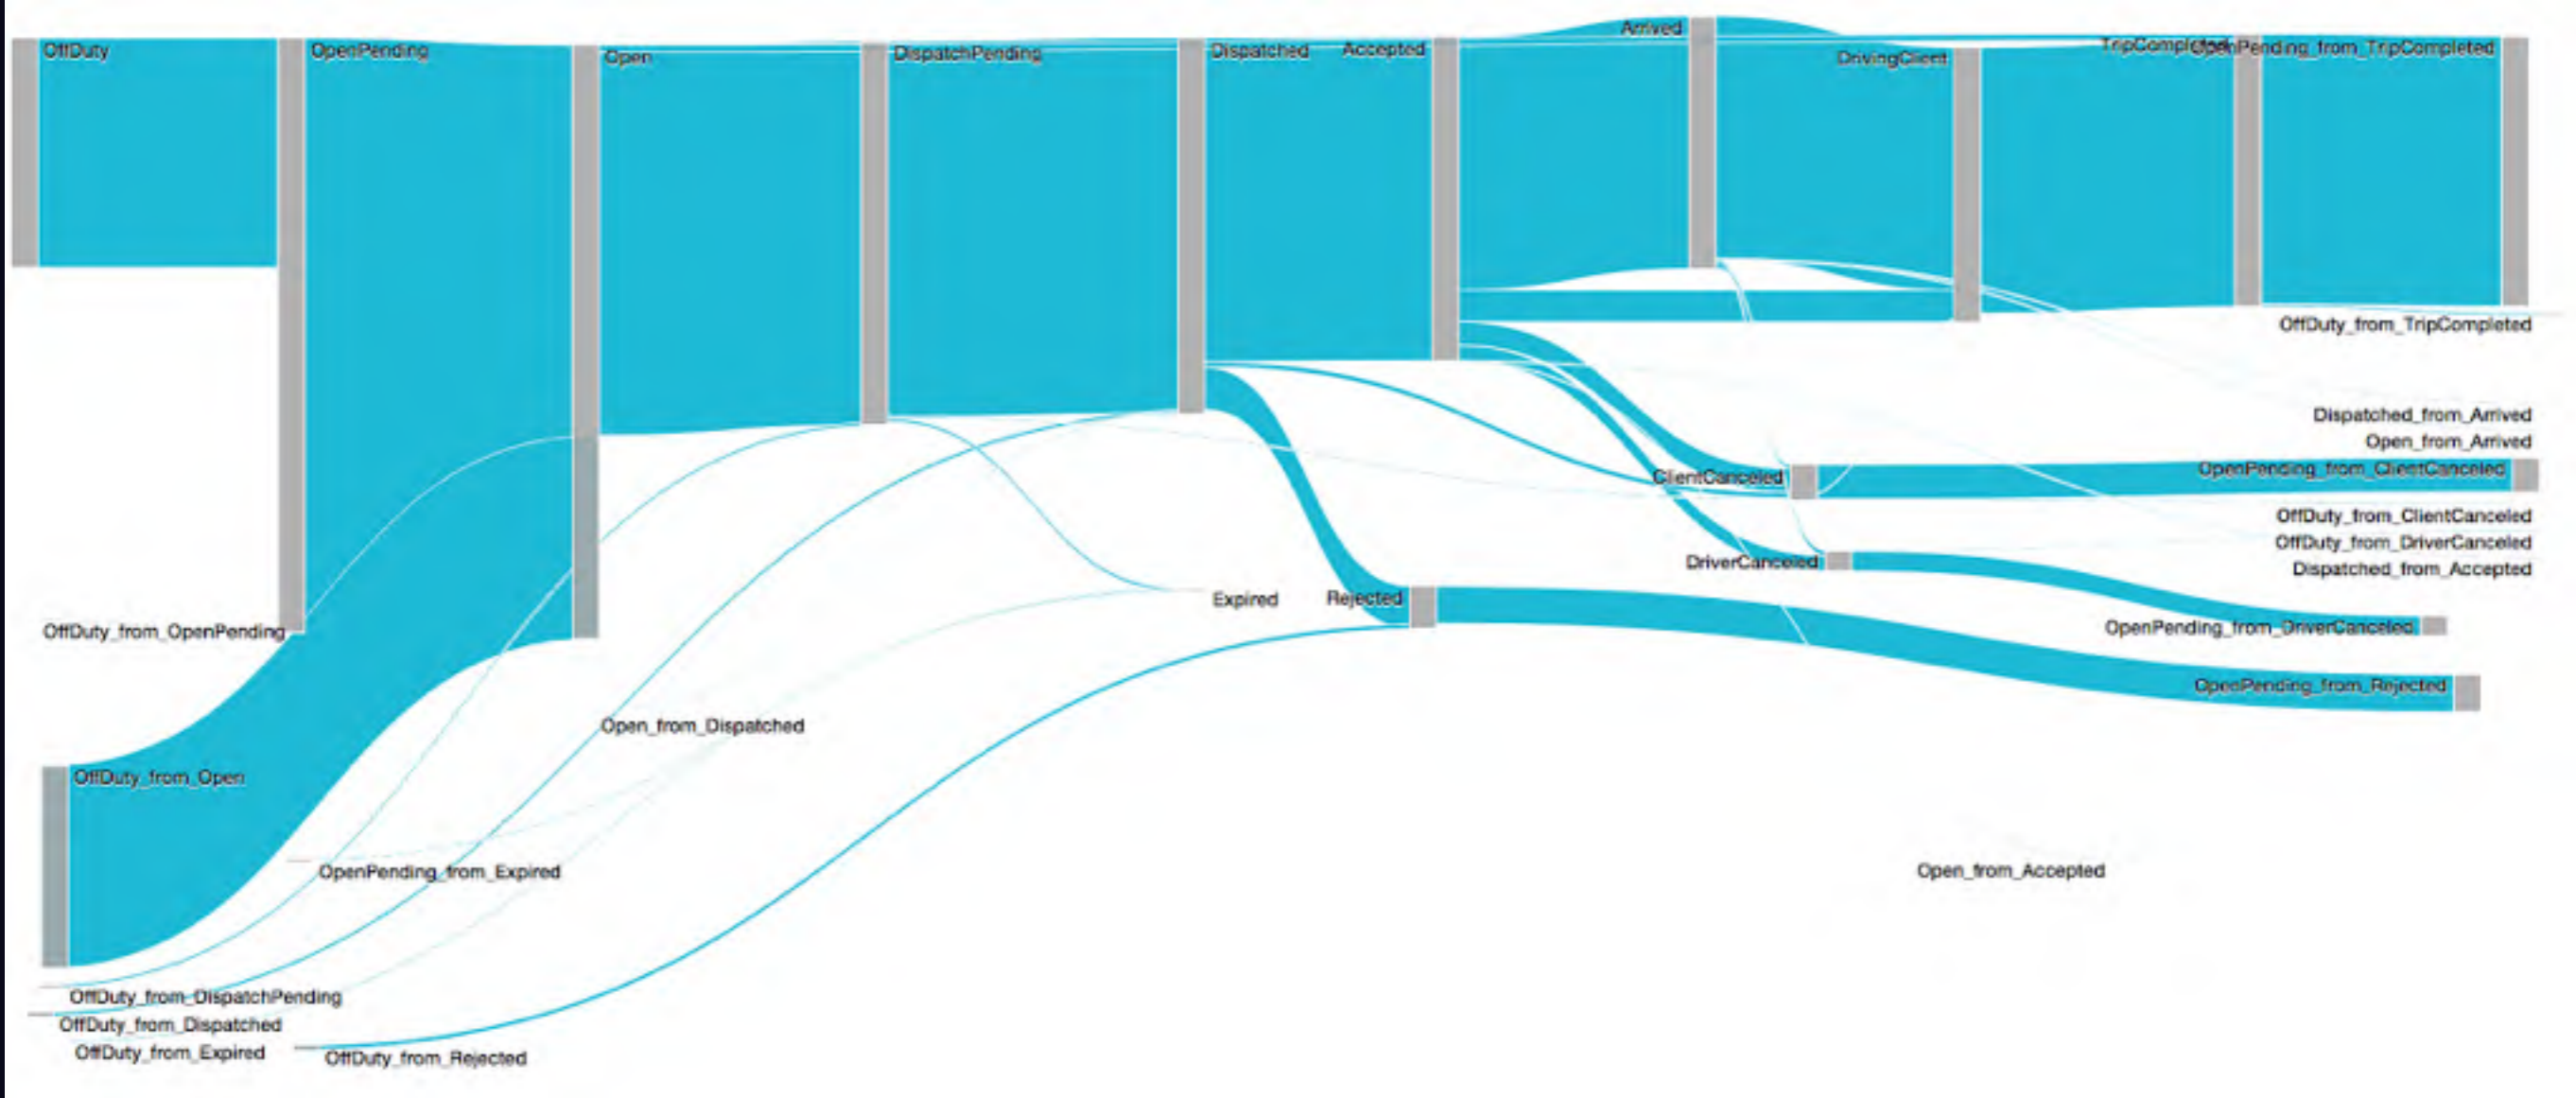 OffDuty
OpenPending
Open
DispatchPending
Dispatched
Accepted
Arrived
DrivingClient
TripCompleted
OpenPending_from_TripCompleted
OffDuty_from_TripCompleted
Dispatched_from_Arrived
Open_from_Arrived
ClientCanceled
OpenPending_from_ClientCanceled
OffDuty_from_ClientCanceled
OffDuty_from_DriverCanceled
DriverCanceled
Dispatched_from_Accepted
Expired
Rejected
OpenPending_from_DriverCanceled
OffDuty_from_OpenPending
OpenPending_from_Rejected
Open_from_Dispatched
OffDuty_from_Open
OpenPending_from_Expired
Open_from_Accepted
OffDuty_from_DispatchPending
OffDuty_from_Dispatched
OffDuty_from_Expired
OffDuty_from_Rejected